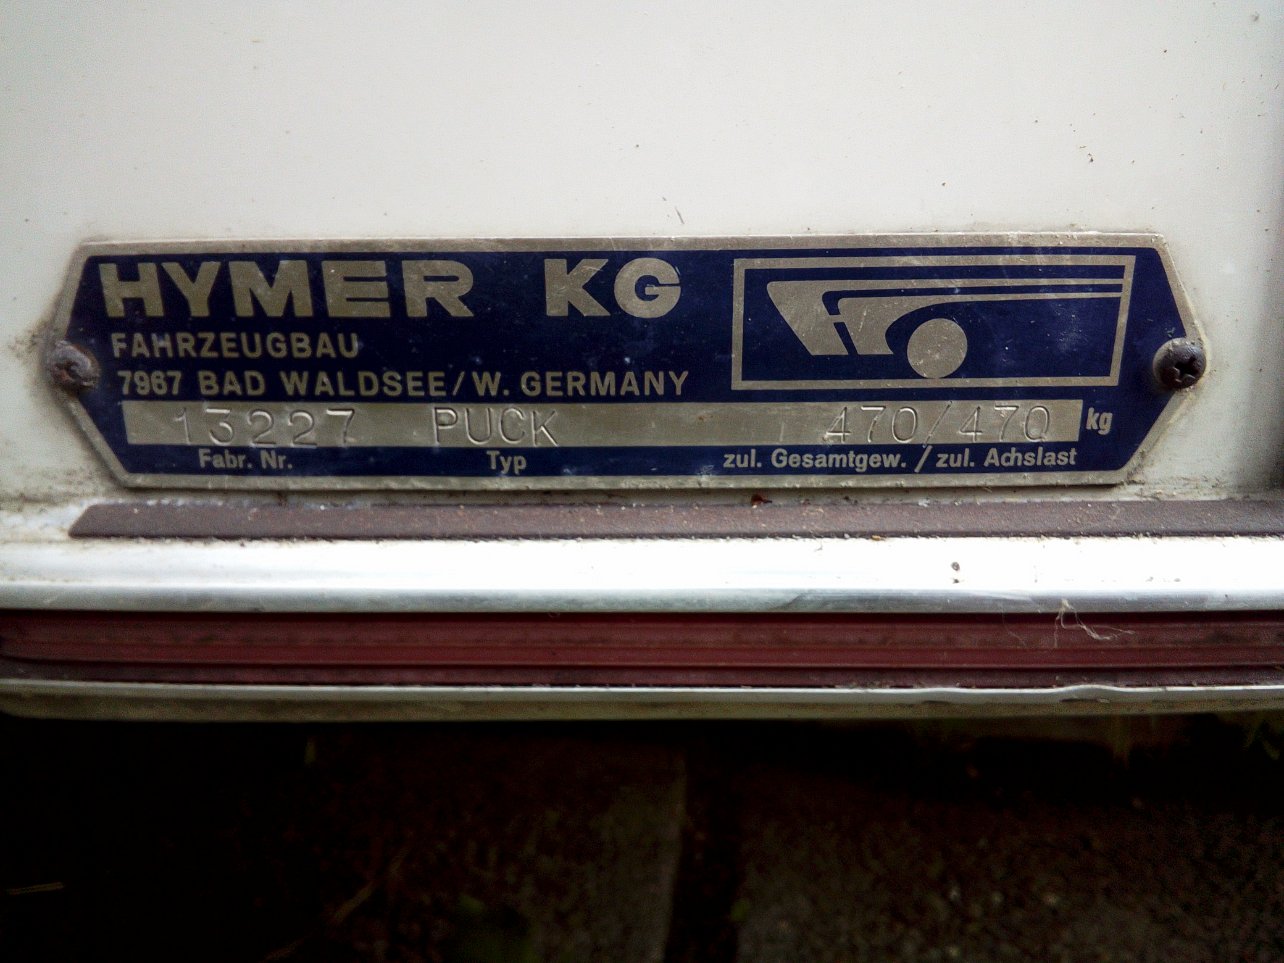 HYMER KG
FAHRZEUGBAU
7967 BAD WALDSEE/W. GERMANY
13227 PUCK 470/470 kg
Fabr. Nr. Typ zul. Gesamtgew./zul. Achslast